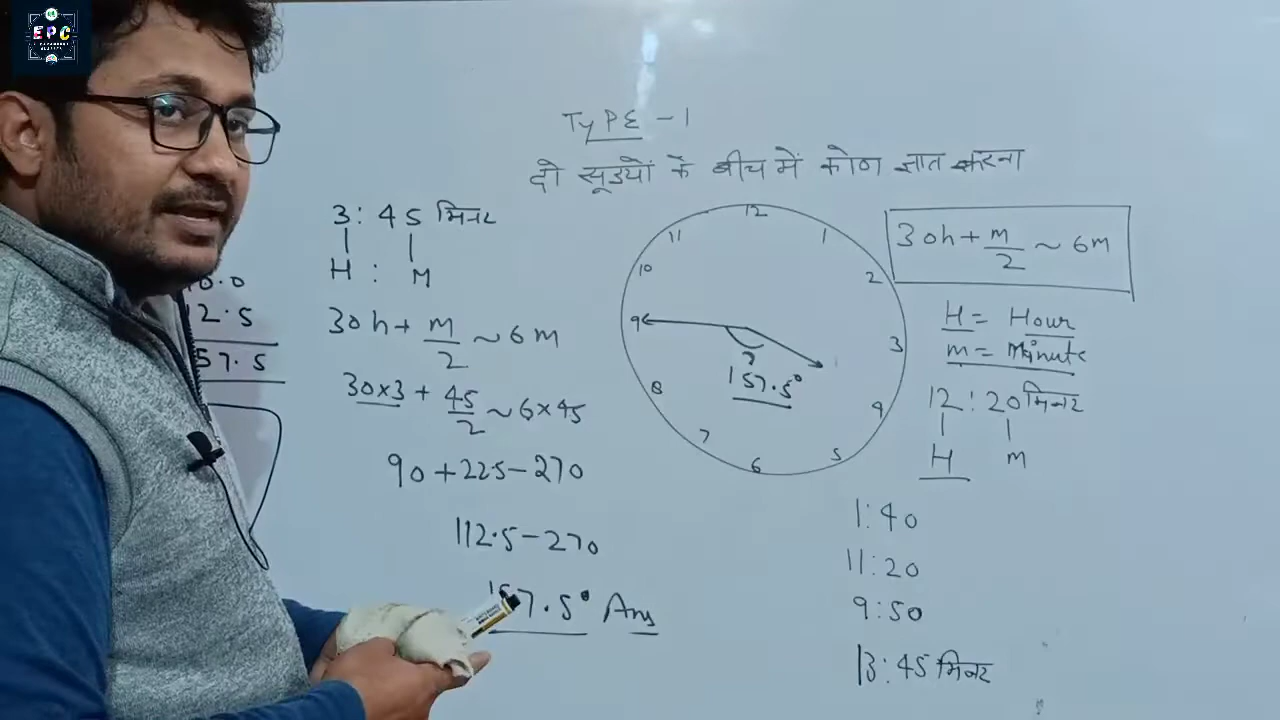 EPC
TYPE - 1
दो सूइयों के बीच में कोण ज्ञात करना
3 : 45 मिनट
H : M
30h + m/2 ~ 6m
30×3 + 45/2 ~ 6×45
90 + 22.5 - 270
112.5 - 270
157.5° Ans
2.5
57.5
12
1
2
3
4
5
6
7
8
9
10
11
?
157.5°
30h + m/2 ~ 6m
H = Hour
m = Minute
12 : 20 मिनट
H M
1:40
11:20
9:50
13:45 मिनट